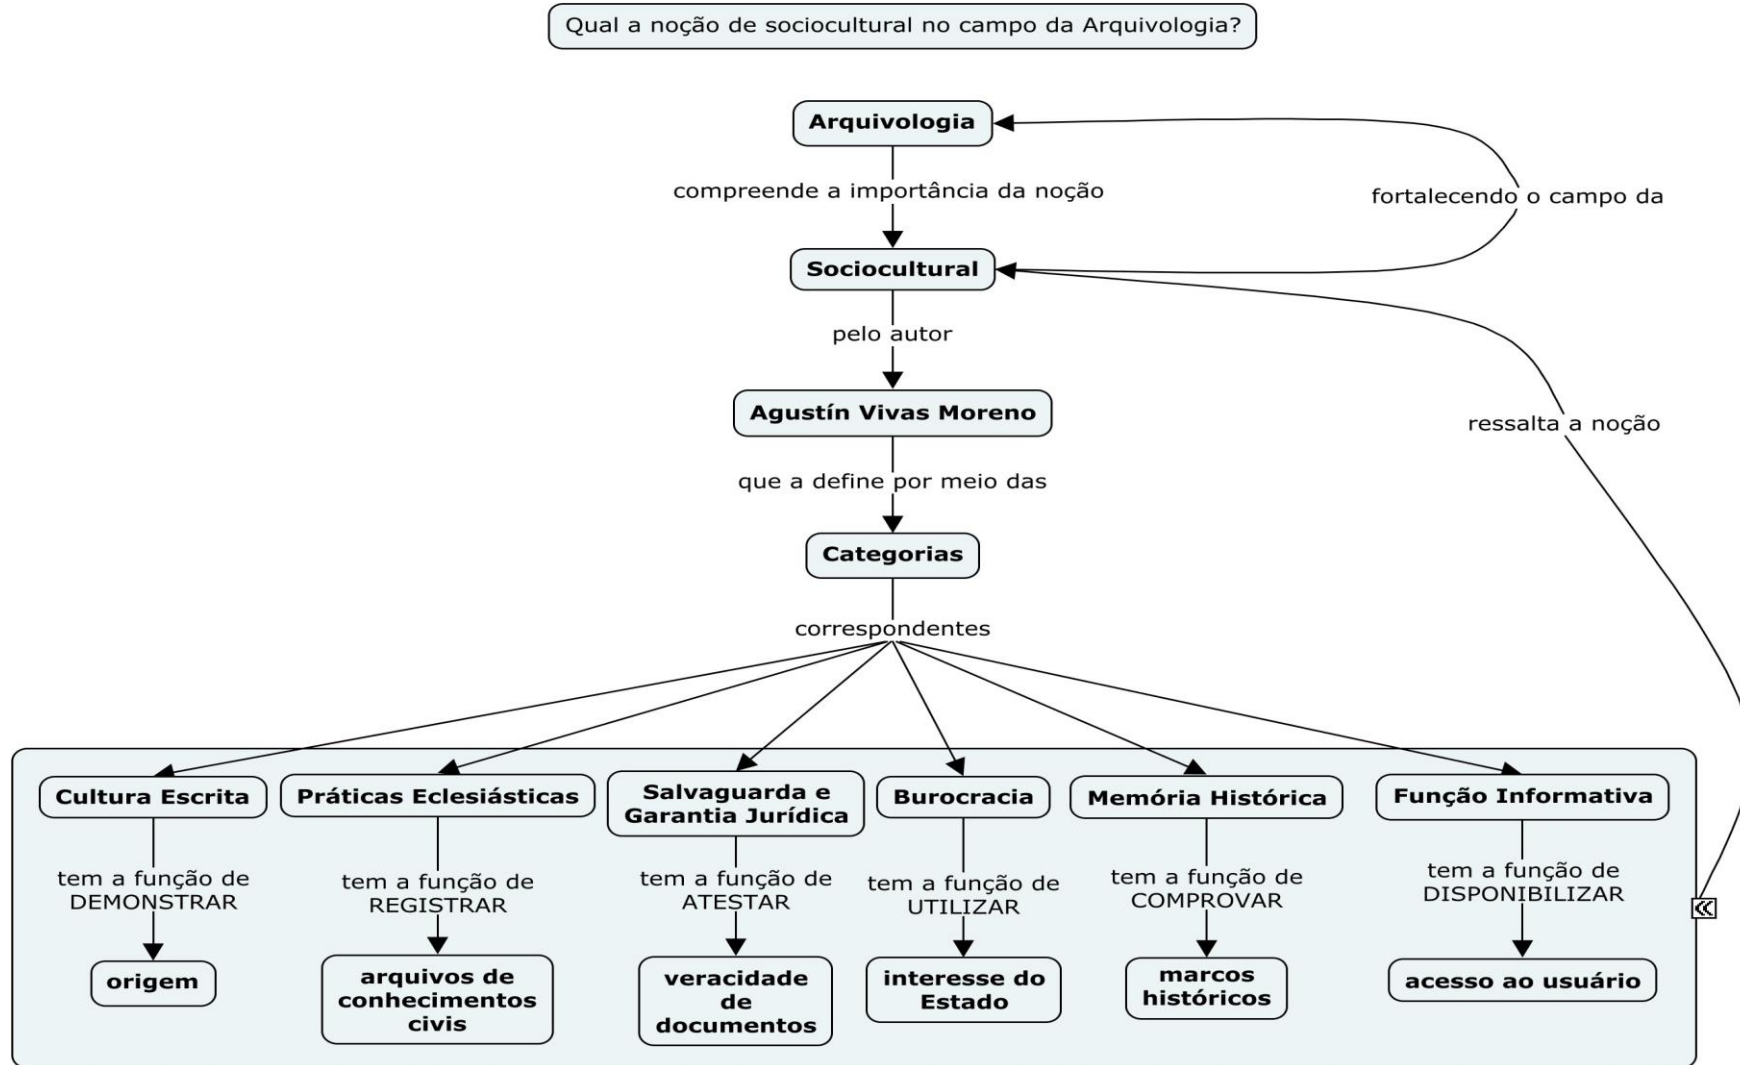 Qual a noção de sociocultural no campo da Arquivologia?
Arquivologia
compreende a importância da noção
fortalecendo o campo da
Sociocultural
pelo autor
Agustín Vivas Moreno
ressalta a noção
que a define por meio das
Categorias
correspondentes
Cultura Escrita
tem a função de
DEMONSTRAR
origem
Práticas Eclesiásticas
tem a função de
REGISTRAR
arquivos de
conhecimentos
civis
Salvaguarda e
Garantia Jurídica
tem a função de
ATESTAR
veracidade
de
documentos
Burocracia
tem a função de
UTILIZAR
interesse do
Estado
Memória Histórica
tem a função de
COMPROVAR
marcos
históricos
Função Informativa
tem a função de
DISPONIBILIZAR
acesso ao usuário